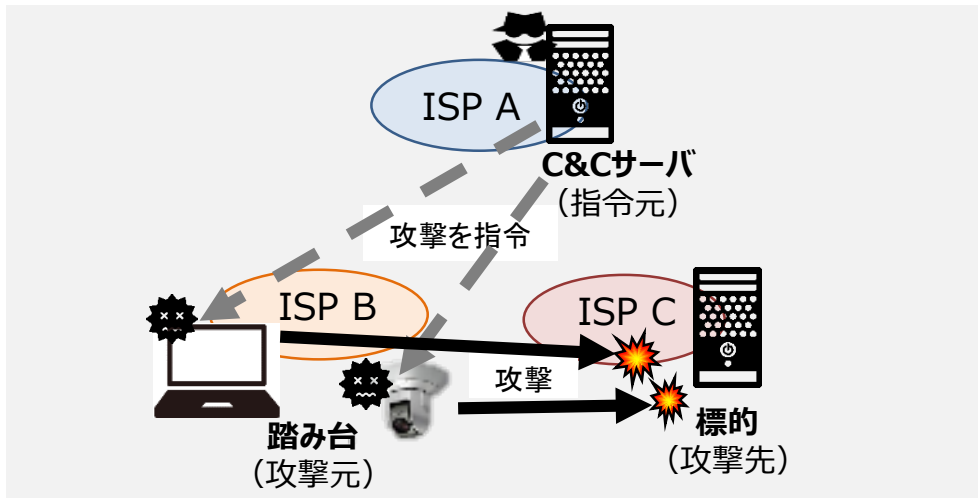 ISP A
C&Cサーバ
（指令元）
攻撃を指令
ISP B
ISP C
攻撃
踏み台
（攻撃元）
標的
（攻撃先）